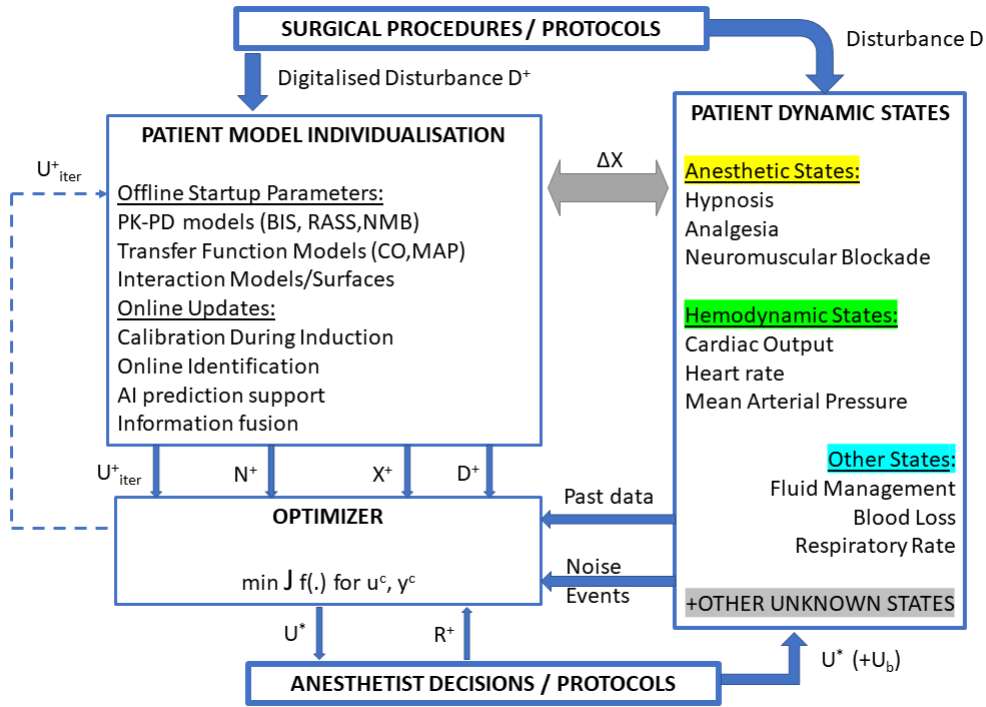 SURGICAL PROCEDURES / PROTOCOLS
Disturbance D
Digitalised Disturbance D⁺
PATIENT MODEL INDIVIDUALISATION
Offline Startup Parameters:
PK-PD models (BIS, RASS,NMB)
Transfer Function Models (CO,MAP)
Interaction Models/Surfaces
Online Updates:
Calibration During Induction
Online Identification
AI prediction support
Information fusion
U⁺iter
ΔX
PATIENT DYNAMIC STATES
Anesthetic States:
Hypnosis
Analgesia
Neuromuscular Blockade
Hemodynamic States:
Cardiac Output
Heart rate
Mean Arterial Pressure
Other States:
Fluid Management
Blood Loss
Respiratory Rate
+OTHER UNKNOWN STATES
U⁺iter
N⁺
X⁺
D⁺
Past data
Noise
Events
OPTIMIZER
min J f(.) for uᶜ, yᶜ
U*
R⁺
U* (+Ub)
ANESTHETIST DECISIONS / PROTOCOLS